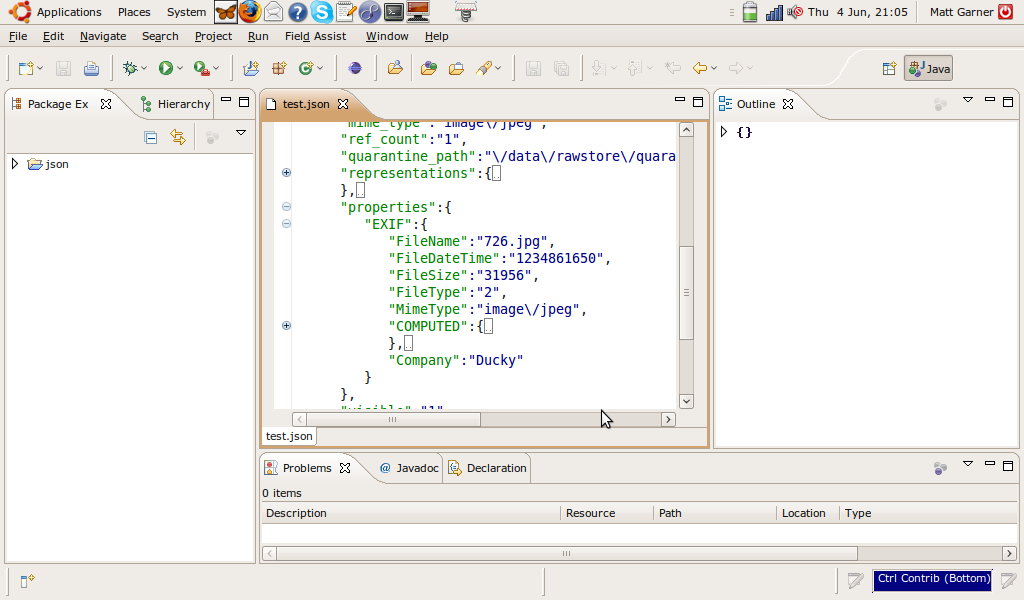 Applications Places System Thu 4 Jun, 21:05 Matt Garner
File Edit Navigate Search Project Run Field Assist Window Help
Java
Package Ex Hierarchy
json
test.json
"mime_type":"image\/jpeg",
"ref_count":"1",
"quarantine_path":"\/data\/rawstore\/quara
"representations":{
},
"properties":{
"EXIF":{
"FileName":"726.jpg",
"FileDateTime":"1234861650",
"FileSize":"31956",
"FileType":"2",
"MimeType":"image\/jpeg",
"COMPUTED":{
},
"Company":"Ducky"
}
},
"visible":"1"
test.json
Outline
{}
Problems @ Javadoc Declaration
0 items
Description Resource Path Location Type
Ctrl Contrib (Bottom)